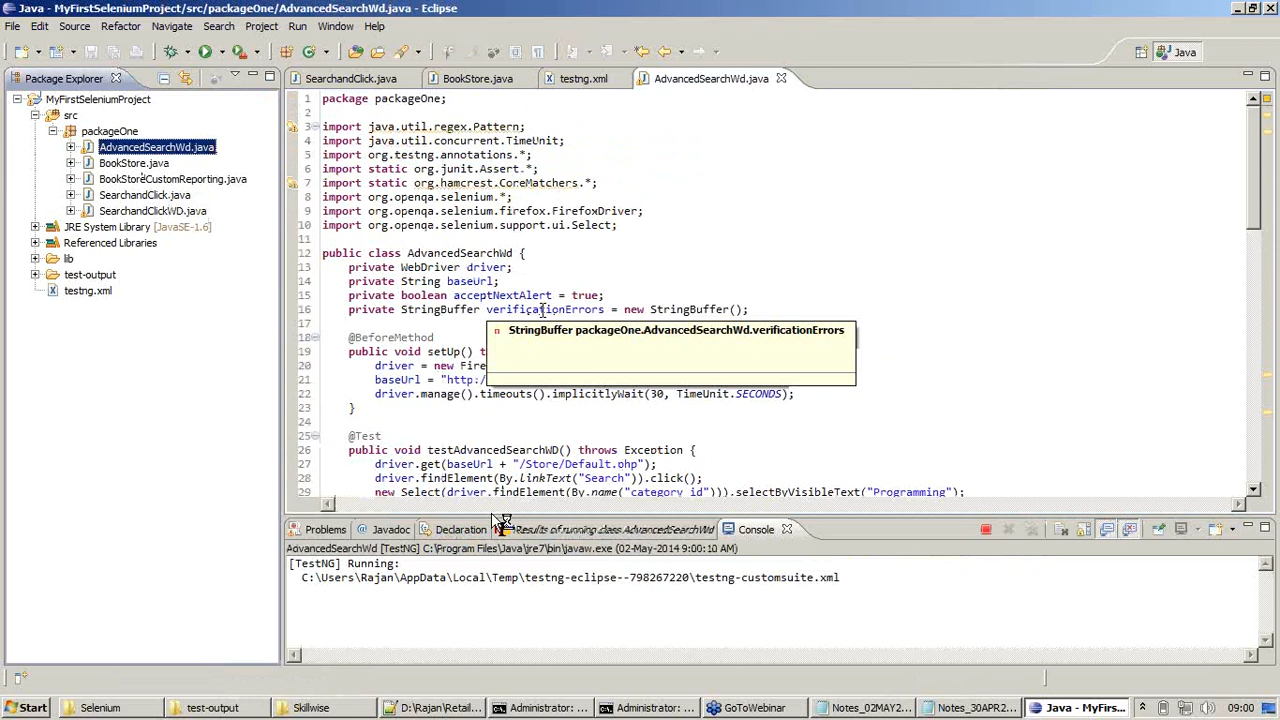 Java - MyFirstSeleniumProject/src/packageOne/AdvancedSearchWd.java - Eclipse
File Edit Source Refactor Navigate Search Project Run Window Help
Java
Package Explorer
SearchandClick.java BookStore.java testng.xml AdvancedSearchWd.java
MyFirstSeleniumProject
src
packageOne
AdvancedSearchWd.java
BookStore.java
BookStoreCustomReporting.java
SearchandClick.java
SearchandClickWD.java
JRE System Library [JavaSE-1.6]
Referenced Libraries
lib
test-output
testng.xml
1 package packageOne;
2
3 import java.util.regex.Pattern;
4 import java.util.concurrent.TimeUnit;
5 import org.testng.annotations.*;
6 import static org.junit.Assert.*;
7 import static org.hamcrest.CoreMatchers.*;
8 import org.openqa.selenium.*;
9 import org.openqa.selenium.firefox.FirefoxDriver;
10 import org.openqa.selenium.support.ui.Select;
11
12 public class AdvancedSearchWd {
13 private WebDriver driver;
14 private String baseUrl;
15 private boolean acceptNextAlert = true;
16 private StringBuffer verificationErrors = new StringBuffer();
17
StringBuffer packageOne.AdvancedSearchWd.verificationErrors
18 @BeforeMethod
19 public void setUp() t
20 driver = new Fire
21 baseUrl = "http:/
22 driver.manage().timeouts().implicitlyWait(30, TimeUnit.SECONDS);
23 }
24
25 @Test
26 public void testAdvancedSearchWD() throws Exception {
27 driver.get(baseUrl + "/Store/Default.php");
28 driver.findElement(By.linkText("Search")).click();
29 new Select(driver.findElement(By.name("category_id"))).selectByVisibleText("Programming");
Problems Javadoc Declaration Results of running class AdvancedSearchWd Console
AdvancedSearchWd [TestNG] C:\Program Files\Java\jre7\bin\javaw.exe (02-May-2014 9:00:10 AM)
[TestNG] Running:
C:\Users\Rajan\AppData\Local\Temp\testng-eclipse--798267220\testng-customsuite.xml
Start Selenium test-output Skillwise D:\Rajan\Retail... Administrator: ... Administrator: ... GoToWebinar Notes_02MAY2... Notes_30APR2... Java - MyFirs... 09:00